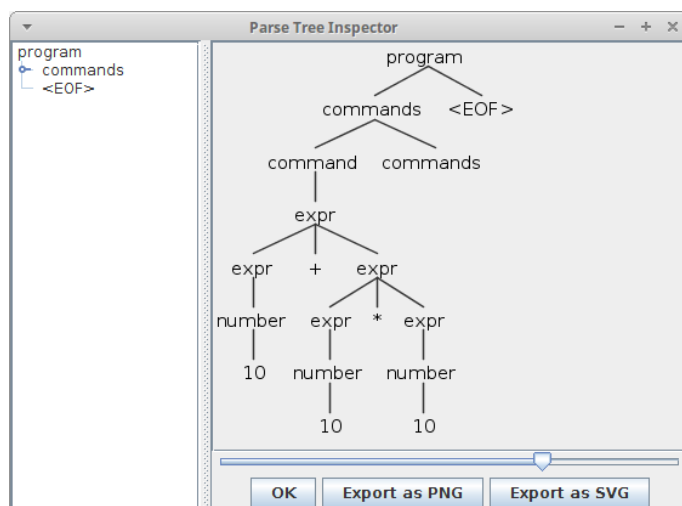 Parse Tree Inspector
program
commands
<EOF>
program
commands <EOF>
command commands
expr
expr + expr
number expr * expr
10 number number
10 10
OK Export as PNG Export as SVG